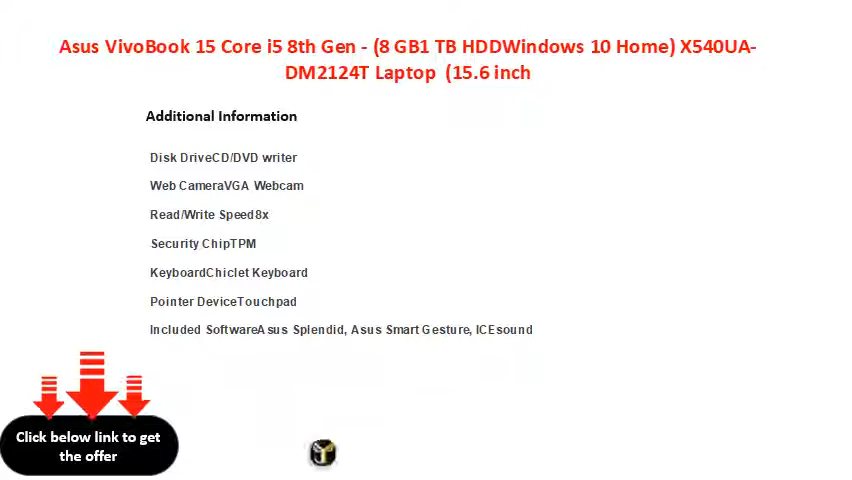 Asus VivoBook 15 Core i5 8th Gen - (8 GB1 TB HDDWindows 10 Home) X540UA-
DM2124T Laptop  (15.6 inch
Additional Information
Disk DriveCD/DVD writer
Web CameraVGA Webcam
Read/Write Speed8x
Security ChipTPM
KeyboardChiclet Keyboard
Pointer DeviceTouchpad
Included SoftwareAsus Splendid, Asus Smart Gesture, ICEsound
Click below link to get
the offer